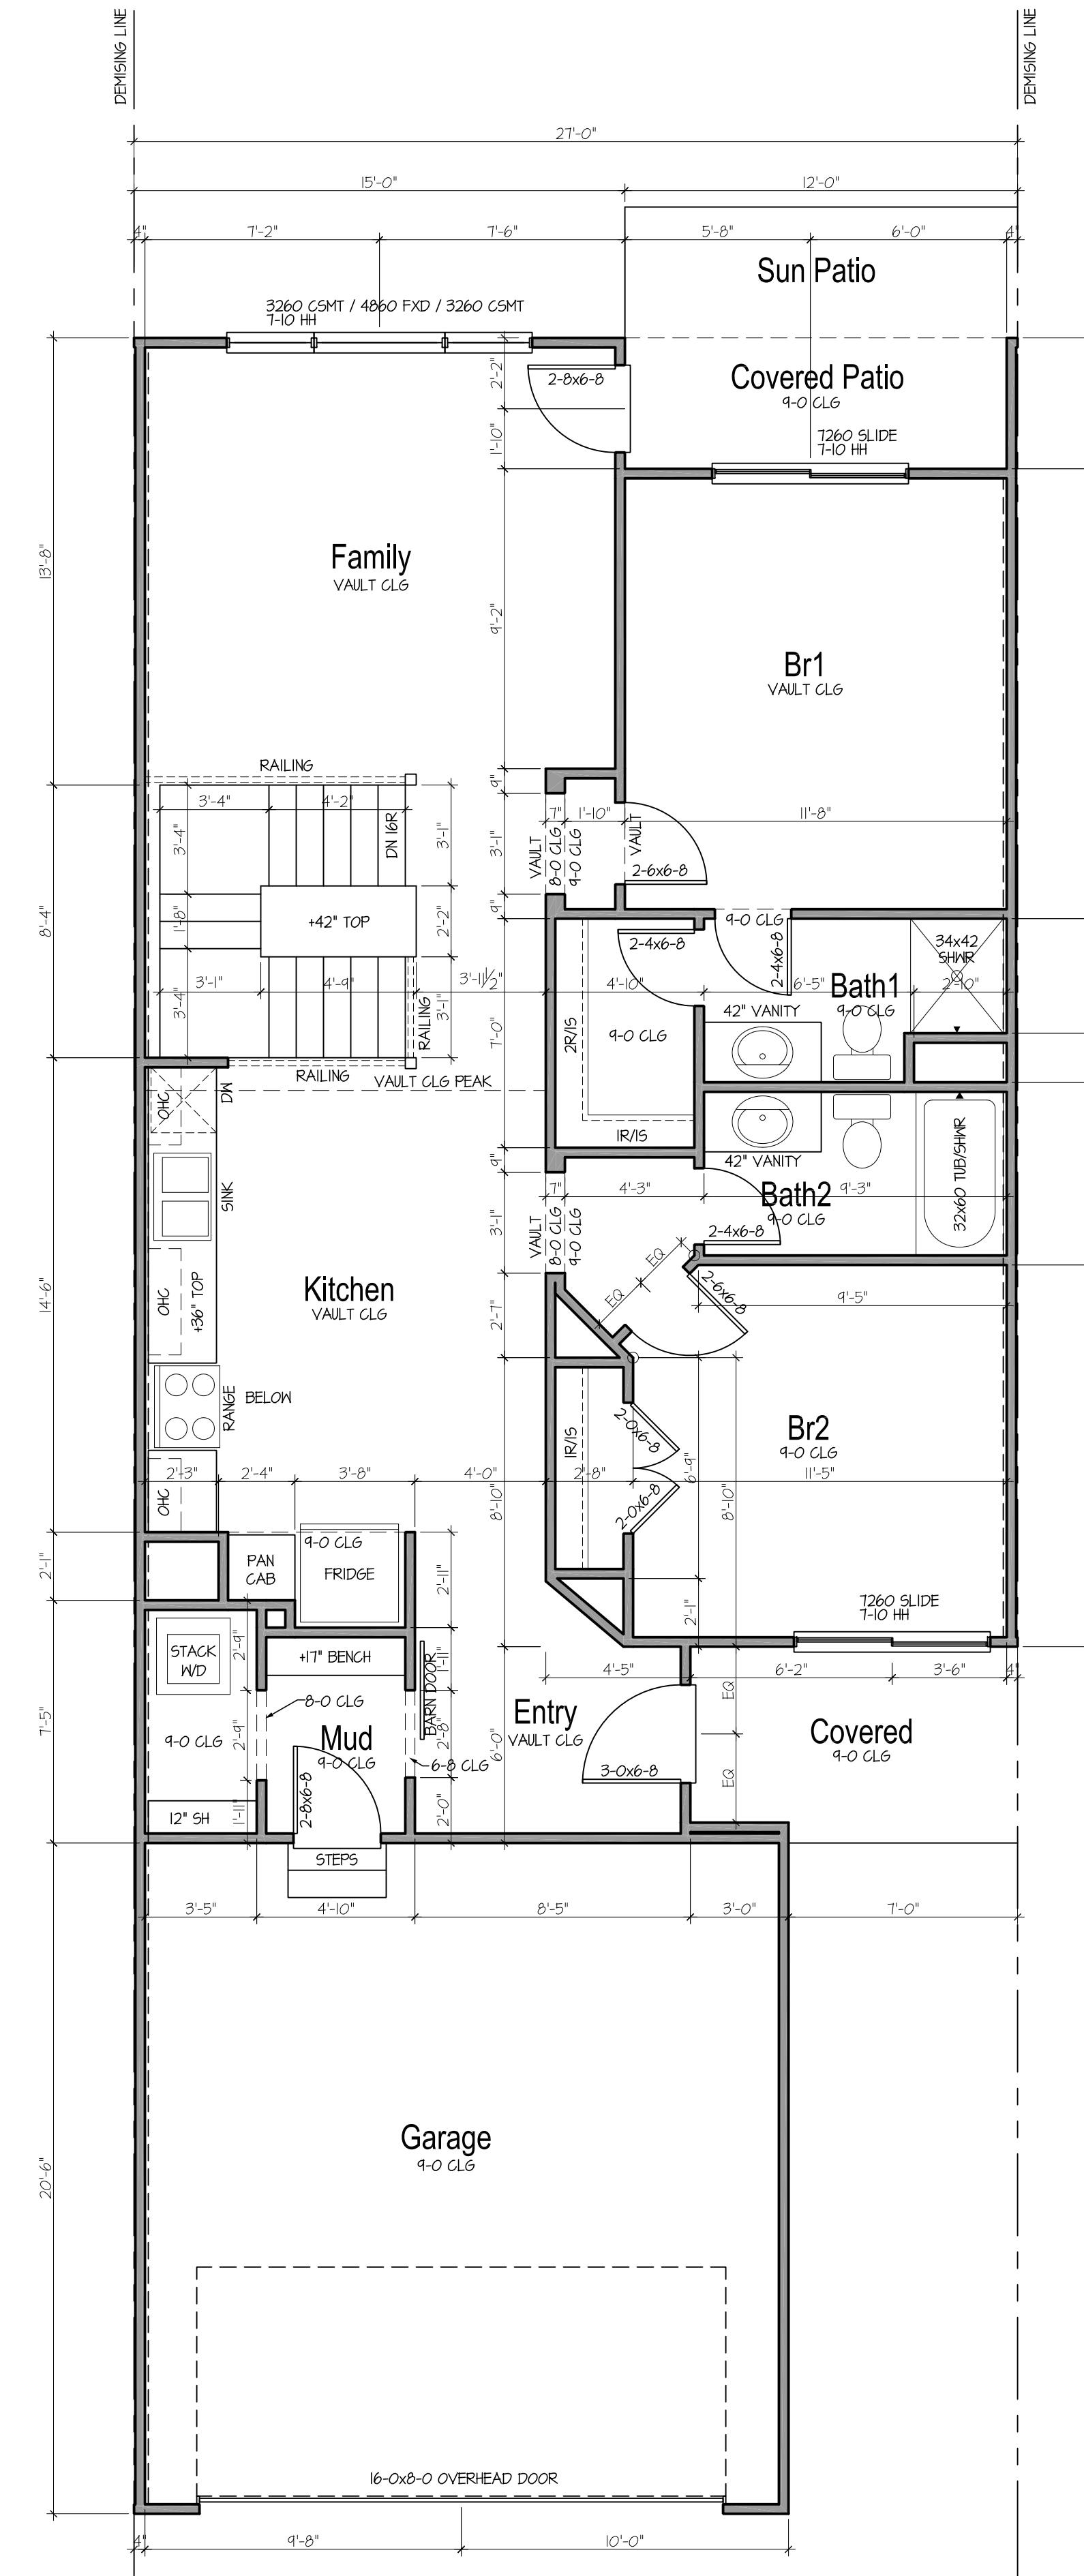 DEMISING LINE
DEMISING LINE
27'-0"
15'-0"
12'-0"
4"
7'-2"
7'-6"
5'-8"
6'-0"
4"
Sun Patio
3260 CSMT / 4860 FXD / 3260 CSMT
7-10 HH
2'-2"
2-8x6-8
Covered Patio
9-0 CLG
1'-10"
7260 SLIDE
7-10 HH
13'-8"
Family
VAULT CLG
9'-2"
Br1
VAULT CLG
RAILING
9"
3'-4"
4'-2"
DN 16R
3'-4"
3'-1"
3'-1"
7"
1'-10"
11'-8"
VAULT
8-0 CLG
9-0 CLG
VAULT
2-6x6-8
9"
8'-4"
1'-8"
+42" TOP
2'-2"
9-0 CLG
2-4x6-8
2-4x6-8
34x42
SHWR
3'-1"
4'-9"
3'-11 1/2"
4'-10"
6'-5"
2'-10"
Bath1
9-0 CLG
3'-4"
RAILING
3'-1"
7'-0"
2R/1S
9-0 CLG
42" VANITY
RAILING
VAULT CLG PEAK
OHC
DW
1R/1S
9"
42" VANITY
32x60 TUB/SHWR
SINK
7"
4'-3"
9'-3"
Bath2
9-0 CLG
3'-1"
VAULT
8-0 CLG
9-0 CLG
2-4x6-8
EQ
EQ
14'-6"
OHC
+36" TOP
Kitchen
VAULT CLG
2'-7"
2-6x6-8
9'-5"
RANGE
BELOW
Br2
9-0 CLG
1R/1S
2-0x6-8
6'-9"
8'-10"
2'-3"
2'-4"
3'-8"
4'-0"
2'-8"
11'-5"
OHC
8'-10"
2-0x6-8
9-0 CLG
2'-1"
PAN
CAB
FRIDGE
2'-11"
2'-1"
7260 SLIDE
7-10 HH
STACK
W/D
2'-9"
+17" BENCH
1'-11"
BARN DOOR
4'-5"
6'-2"
3'-6"
4"
8-0 CLG
EQ
7'-5"
9-0 CLG
2'-9"
Mud
9-0 CLG
2'-8"
6-8 CLG
6'-0"
Entry
VAULT CLG
Covered
9-0 CLG
3-0x6-8
EQ
12" SH
1'-11"
2-8x6-8
2'-0"
STEPS
3'-5"
4'-10"
8'-5"
3'-0"
7'-0"
20'-6"
Garage
9-0 CLG
16-0x8-0 OVERHEAD DOOR
4"
9'-8"
10'-0"